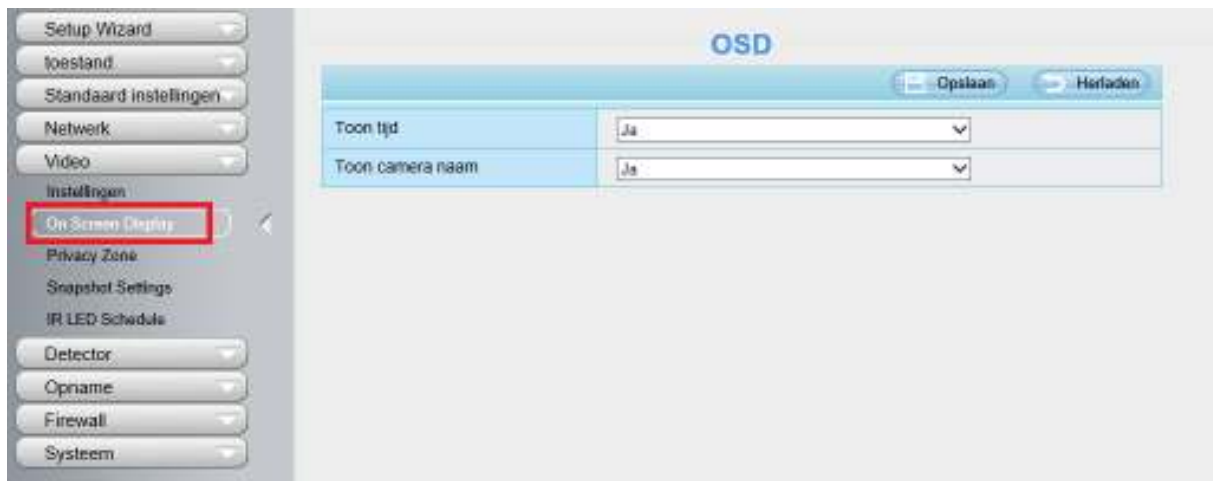 Setup Wizard
toestand
Standaard instellingen
Netwerk
Video
Instellingen
On Screen Display
Privacy Zone
Snapshot Settings
IR LED Schedule
Detector
Opname
Firewall
Systeem
OSD
Opslaan Herladen
Toon tijd Ja
Toon camera naam Ja